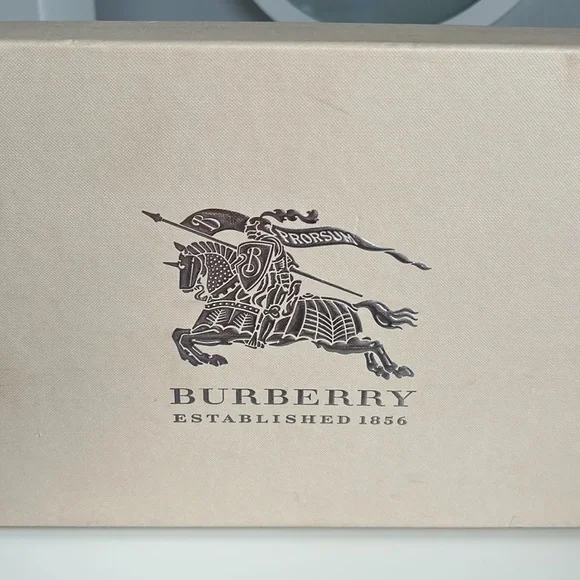 B
PRORSUM
B
BURBERRY
ESTABLISHED 1856